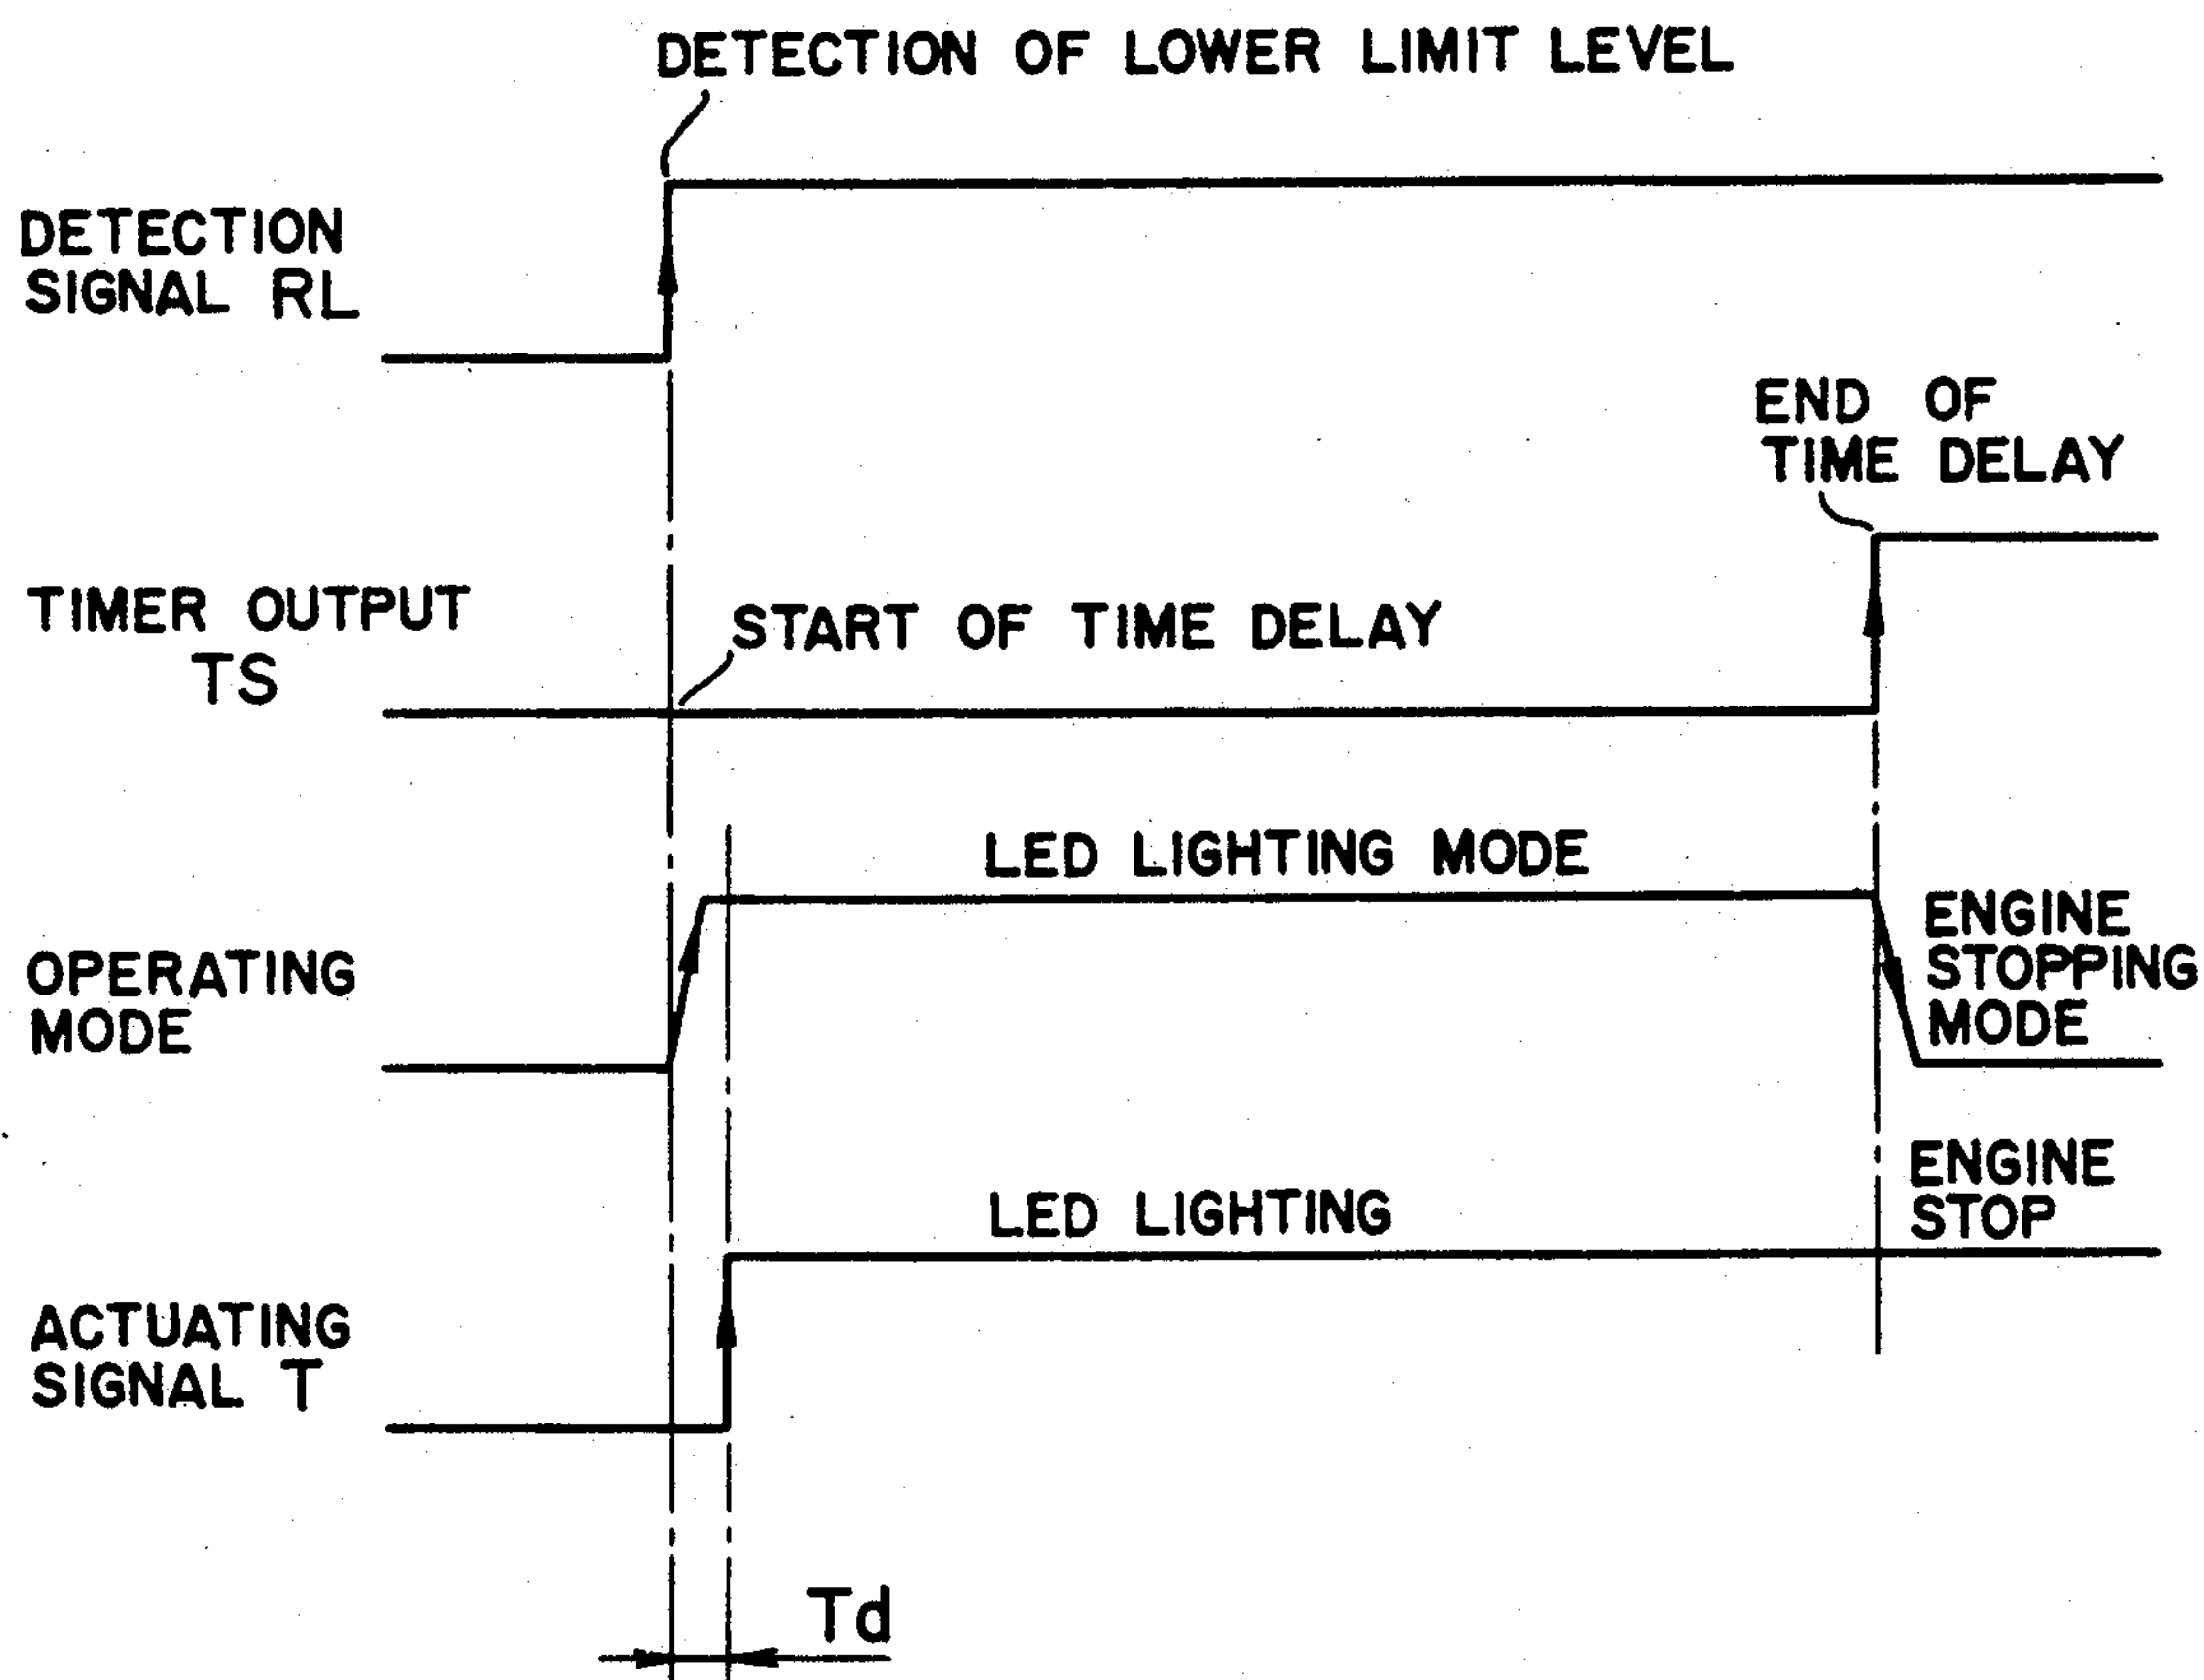 DETECTION OF LOWER LIMIT LEVEL
DETECTION
SIGNAL RL
END OF
TIME DELAY
TIMER OUTPUT
TS
START OF TIME DELAY
LED LIGHTING MODE
ENGINE
STOPPING
MODE
OPERATING
MODE
ENGINE
STOP
LED LIGHTING
ACTUATING
SIGNAL T
Td